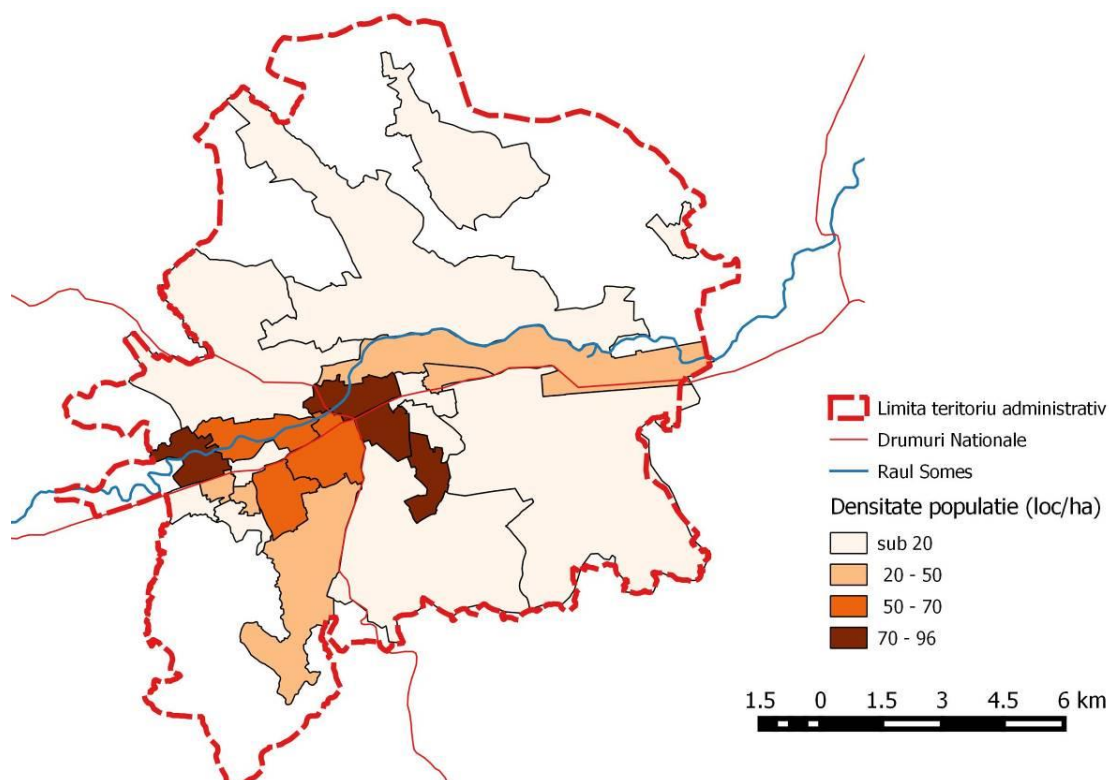 Limita teritoriu administrativ
Drumuri Nationale
Raul Somes
Densitate populatie (loc/ha)
sub 20
20 - 50
50 - 70
70 - 96
1.5 0 1.5 3 4.5 6 km